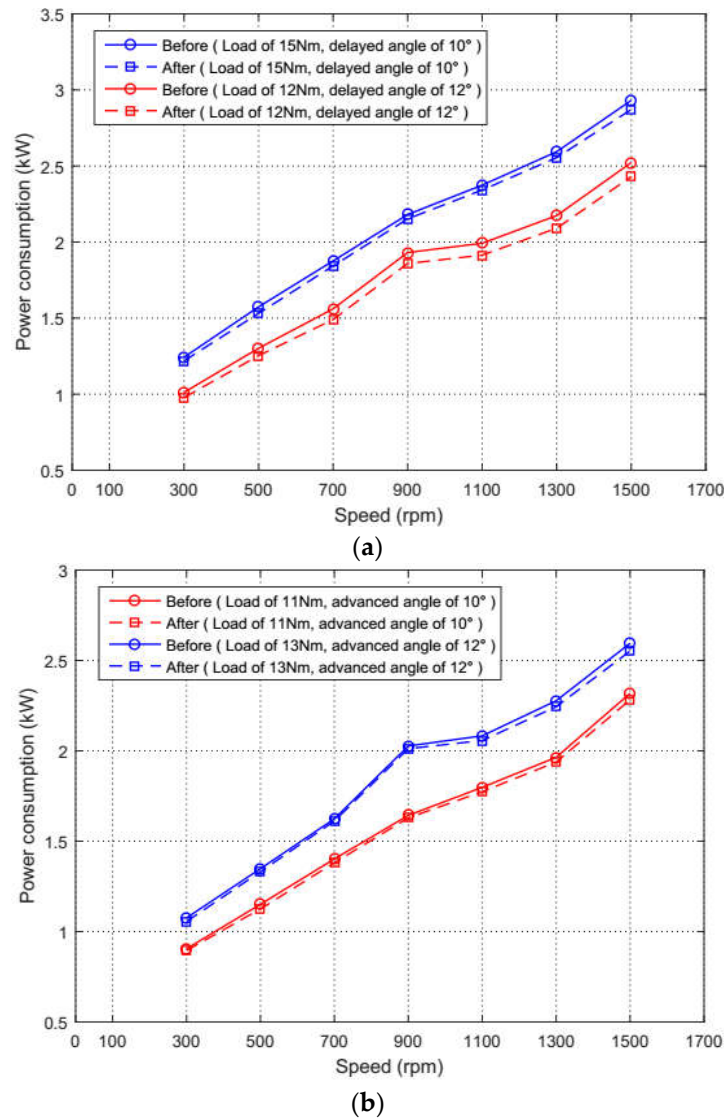 3.5
3
2.5
2
1.5
1
0.5
Power consumption (kW)
Before ( Load of 15Nm, delayed angle of 10° )
After ( Load of 15Nm, delayed angle of 10° )
Before ( Load of 12Nm, delayed angle of 12° )
After ( Load of 12Nm, delayed angle of 12° )
0 100 300 500 700 900 1100 1300 1500 1700
Speed (rpm)
(a)
3
2.5
2
1.5
1
0.5
Power consumption (kW)
Before ( Load of 11Nm, advanced angle of 10° )
After ( Load of 11Nm, advanced angle of 10° )
Before ( Load of 13Nm, advanced angle of 12° )
After ( Load of 13Nm, advanced angle of 12° )
0 100 300 500 700 900 1100 1300 1500 1700
Speed (rpm)
(b)